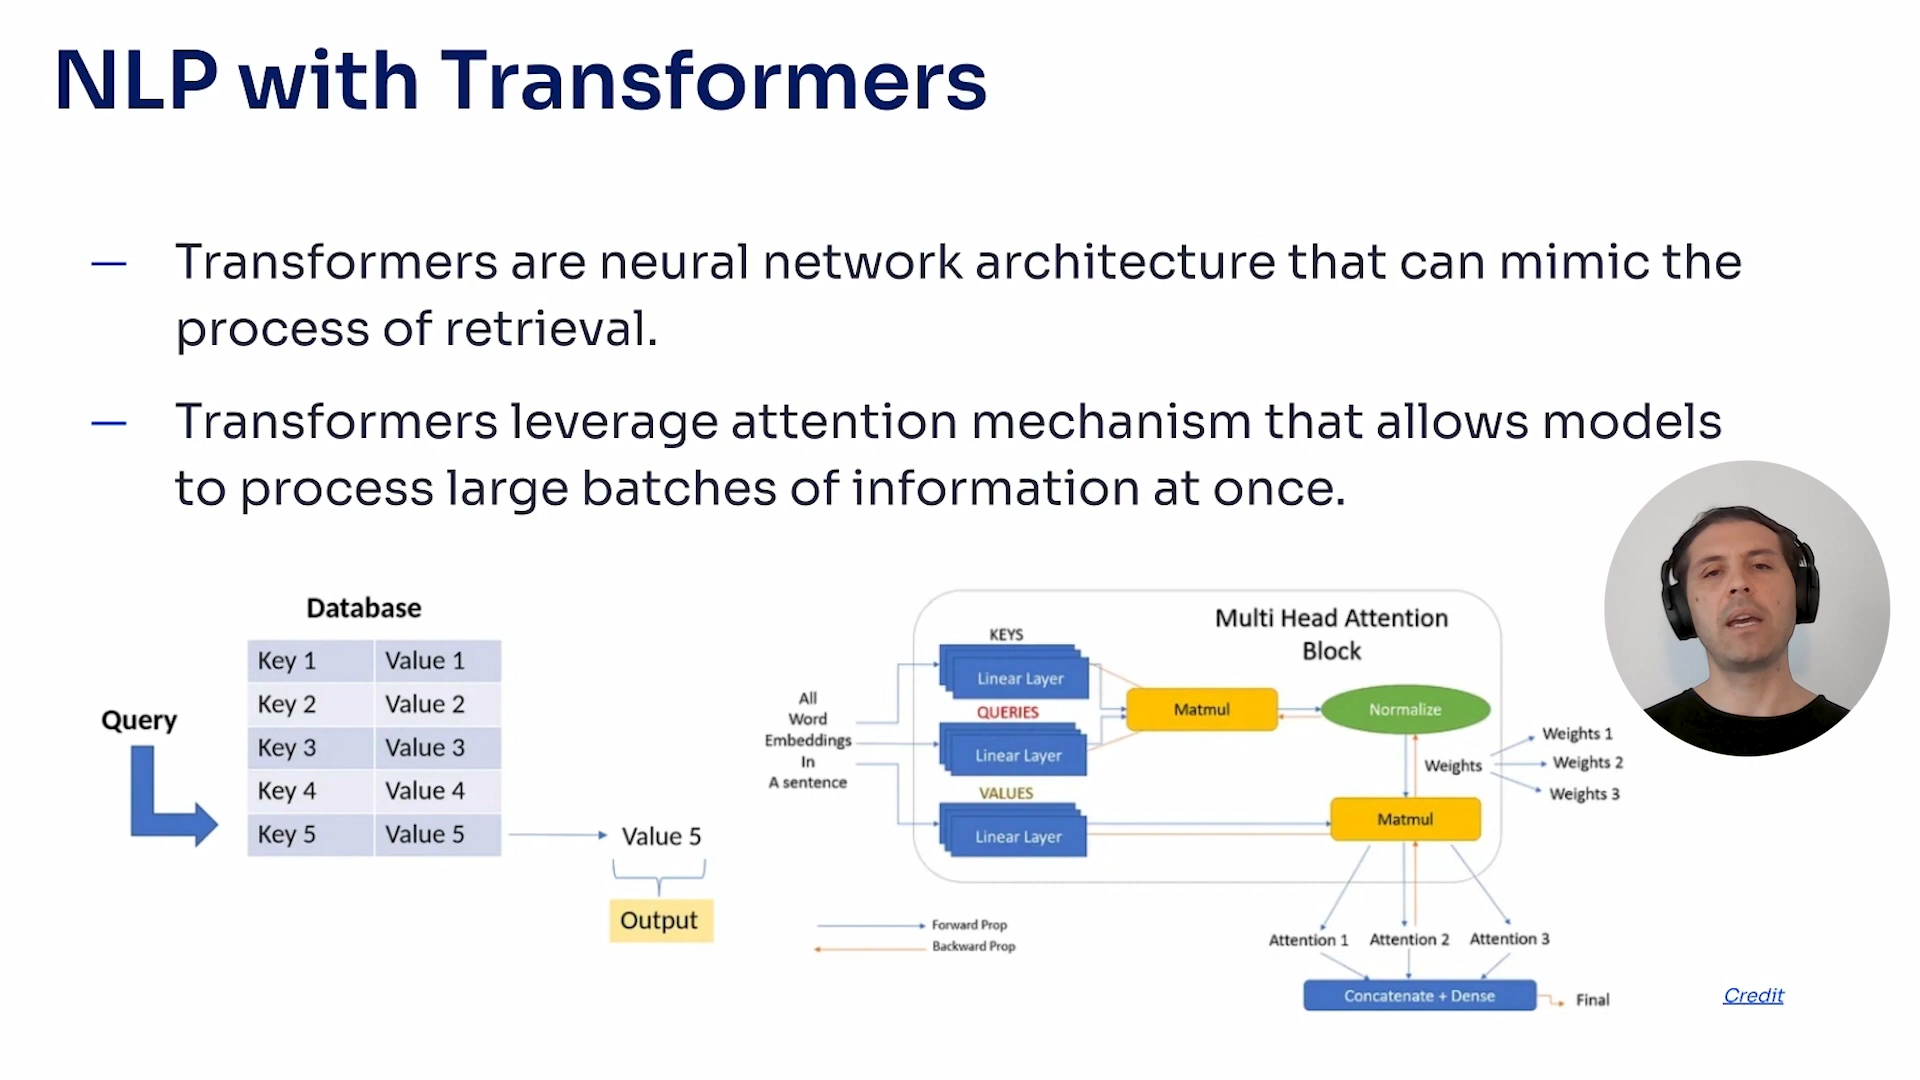 NLP with Transformers
— Transformers are neural network architecture that can mimic the
process of retrieval.
— Transformers leverage attention mechanism that allows models
to process large batches of information at once.
Database
Query
Key 1 Value 1
Key 2 Value 2
Key 3 Value 3
Key 4 Value 4
Key 5 Value 5
Value 5
Output
Multi Head Attention
Block
All
Word
Embeddings
In
A sentence
KEYS
Linear Layer
QUERIES
Linear Layer
VALUES
Linear Layer
Matmul
Normalize
Weights
Weights 1
Weights 2
Weights 3
Matmul
Forward Prop
Backward Prop
Attention 1 Attention 2 Attention 3
Concatenate + Dense
Final
Credit